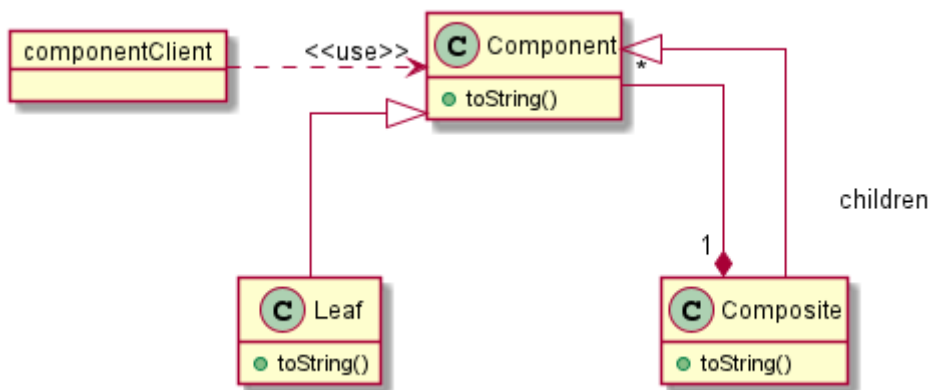 componentClient
<<use>>
C Component
*
toString()
children
1
C Leaf
toString()
C Composite
toString()